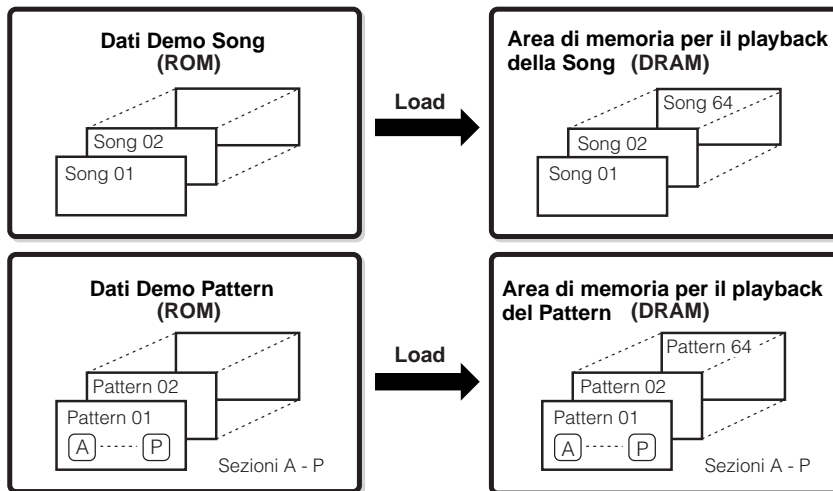 Dati Demo Song
(ROM)
Song 02
Song 01
Load
Area di memoria per il playback
della Song (DRAM)
Song 64
Song 02
Song 01
Dati Demo Pattern
(ROM)
Pattern 02
Pattern 01
A P
Sezioni A - P
Load
Area di memoria per il playback
del Pattern (DRAM)
Pattern 64
Pattern 02
Pattern 01
A P
Sezioni A - P